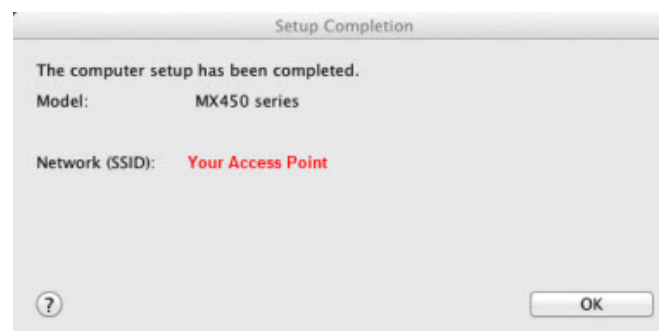 Setup Completion
The computer setup has been completed.
Model: MX450 series
Network (SSID): Your Access Point
? OK